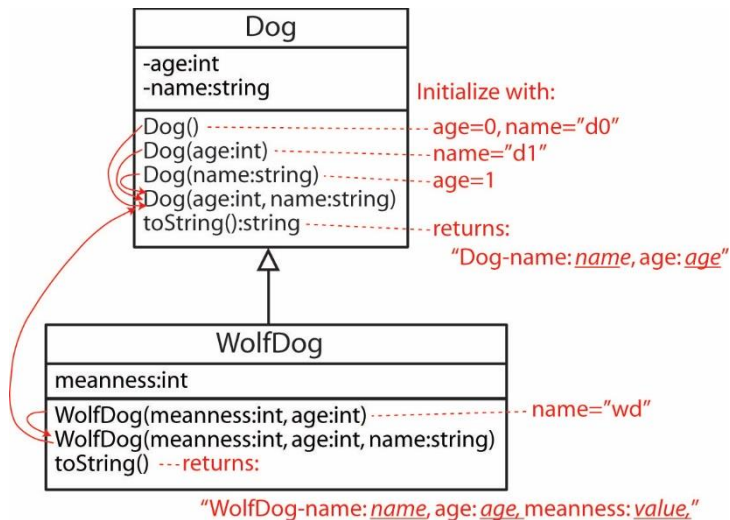 Dog
-age:int
-name:string
Initialize with:
Dog() age=0, name="d0"
Dog(age:int) name="d1"
Dog(name:string) age=1
Dog(age:int, name:string)
toString():string returns:
"Dog-name: name, age: age"
WolfDog
meanness:int
WolfDog(meanness:int, age:int) name="wd"
WolfDog(meanness:int, age:int, name:string)
toString() returns:
"WolfDog-name: name, age: age, meanness: value,"